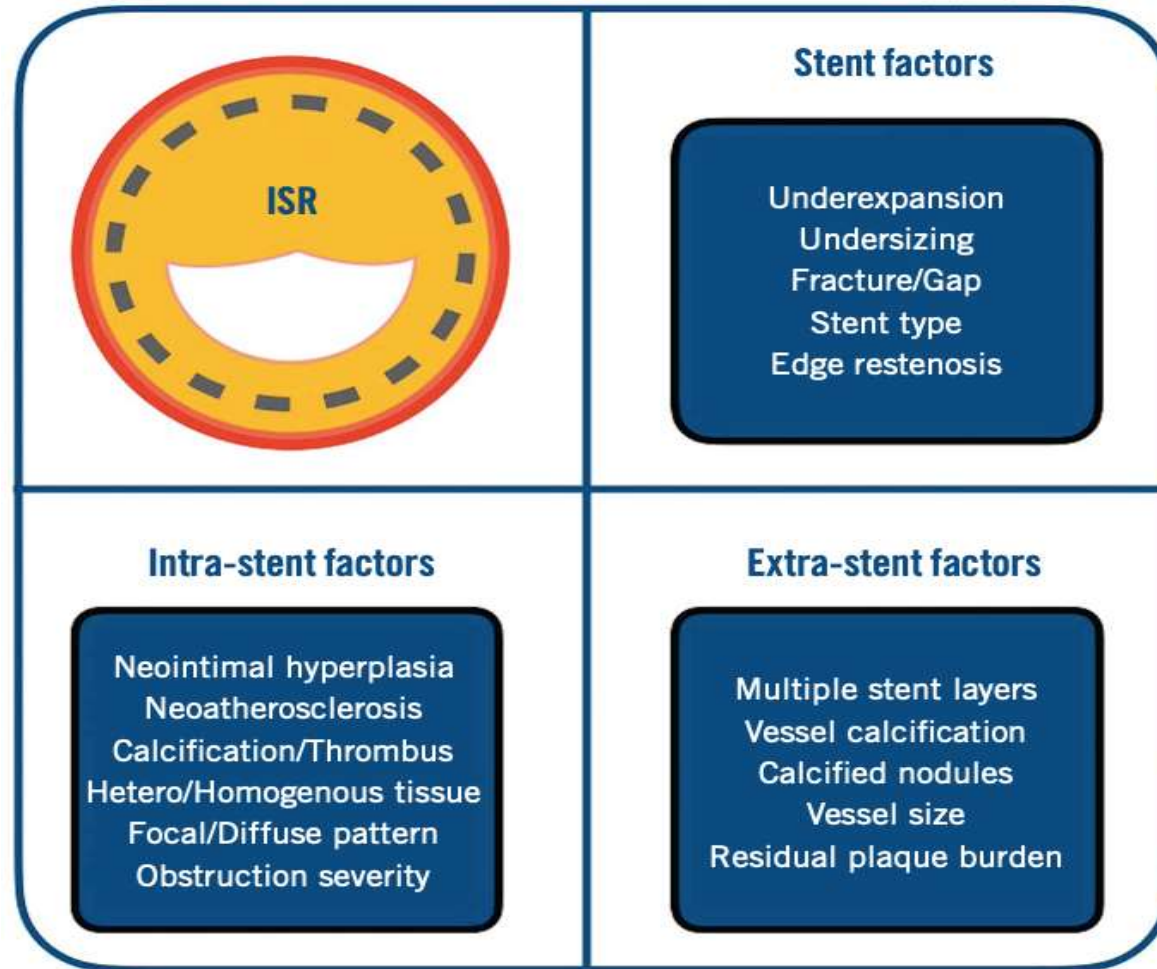 ISR
Stent factors
Underexpansion
Undersizing
Fracture/Gap
Stent type
Edge restenosis
Intra-stent factors
Neointimal hyperplasia
Neoatherosclerosis
Calcification/Thrombus
Hetero/Homogenous tissue
Focal/Diffuse pattern
Obstruction severity
Extra-stent factors
Multiple stent layers
Vessel calcification
Calcified nodules
Vessel size
Residual plaque burden